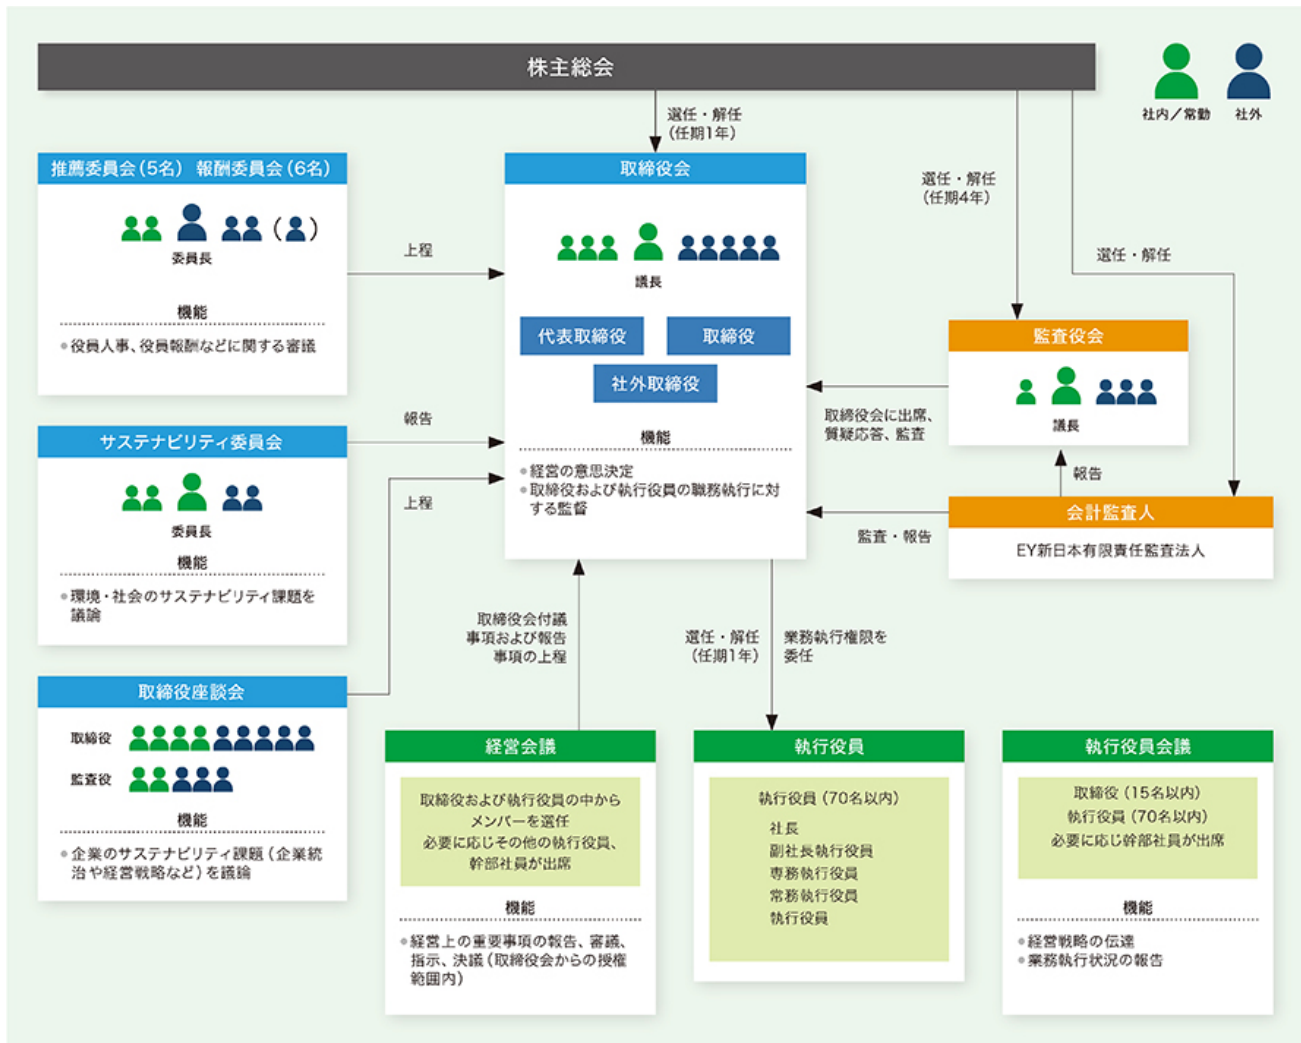 株主総会
社内／常勤
社外
選任・解任
（任期1年）
推薦委員会（5名） 報酬委員会（6名）
委員長
機能
役員人事、役員報酬などに関する審議
上程
取締役会
議長
代表取締役
取締役
社外取締役
機能
経営の意思決定
取締役および執行役員の職務執行に対
する監督
選任・解任
（任期4年）
選任・解任
監査役会
議長
取締役会に出席、
質疑応答、監査
報告
会計監査人
EY新日本有限責任監査法人
監査・報告
サステナビリティ委員会
委員長
機能
環境・社会のサステナビリティ課題を
議論
報告
上程
取締役座談会
取締役
監査役
機能
企業のサステナビリティ課題（企業統
治や経営戦略など）を議論
取締役会付議
事項および報告
事項の上程
選任・解任
（任期1年）
業務執行権限を
委任
経営会議
取締役および執行役員の中から
メンバーを選任
必要に応じその他の執行役員、
幹部社員が出席
機能
経営上の重要事項の報告、審議、
指示、決議（取締役会からの授権
範囲内）
執行役員
執行役員（70名以内）
社長
副社長執行役員
専務執行役員
常務執行役員
執行役員
執行役員会議
取締役（15名以内）
執行役員（70名以内）
必要に応じ幹部社員が出席
機能
経営戦略の伝達
業務執行状況の報告